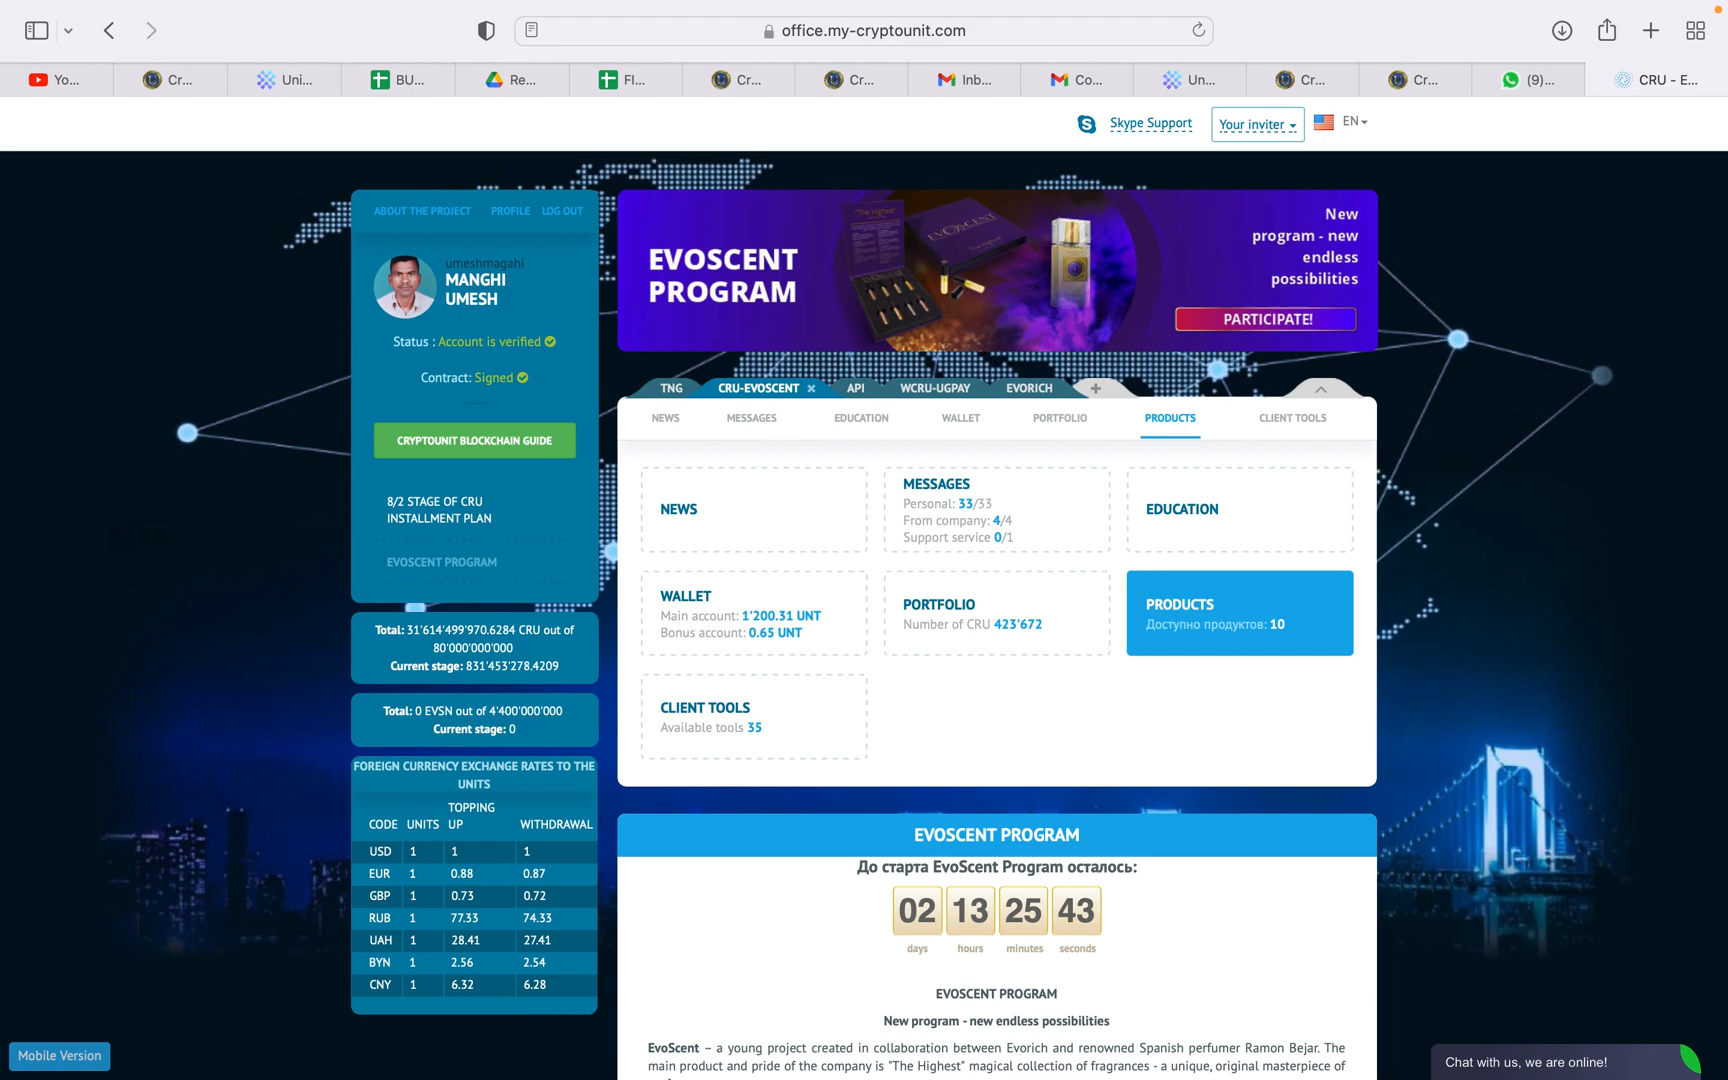 office.my-cryptounit.com
Yo...
Cr...
Uni...
BU...
Re...
Fl...
Cr...
Cr...
Inb...
Co...
Un...
Cr...
Cr...
(9)...
CRU - E...
Skype Support
Your inviter
EN
ABOUT THE PROJECT
PROFILE
LOG OUT
umeshmagahi
MANGHI
UMESH
Status : Account is verified
Contract: Signed
CRYPTOUNIT BLOCKCHAIN GUIDE
8/2 STAGE OF CRU
INSTALLMENT PLAN
EVOSCENT PROGRAM
Total: 31'614'499'970.6284 CRU out of
80'000'000'000
Current stage: 831'453'278.4209
Total: 0 EVSN out of 4'400'000'000
Current stage: 0
FOREIGN CURRENCY EXCHANGE RATES TO THE
UNITS
CODE UNITS TOPPING UP WITHDRAWAL
USD 1 1 1
EUR 1 0.88 0.87
GBP 1 0.73 0.72
RUB 1 77.33 74.33
UAH 1 28.41 27.41
BYN 1 2.56 2.54
CNY 1 6.32 6.28
Mobile Version
EVOSCENT
PROGRAM
EVOSCENT
New
program - new
endless
possibilities
PARTICIPATE!
TNG
CRU-EVOSCENT
API
WCRU-UGPAY
EVORICH
NEWS
MESSAGES
EDUCATION
WALLET
PORTFOLIO
PRODUCTS
CLIENT TOOLS
NEWS
MESSAGES
Personal: 33/33
From company: 4/4
Support service 0/1
EDUCATION
WALLET
Main account: 1'200.31 UNT
Bonus account: 0.65 UNT
PORTFOLIO
Number of CRU 423'672
PRODUCTS
Доступно продуктов: 10
CLIENT TOOLS
Available tools 35
EVOSCENT PROGRAM
До старта EvoScent Program осталось:
02 13 25 43
days hours minutes seconds
EVOSCENT PROGRAM
New program - new endless possibilities
EvoScent – a young project created in collaboration between Evorich and renowned Spanish perfumer Ramon Bejar. The
main product and pride of the company is "The Highest" magical collection of fragrances - a unique, original masterpiece of
Chat with us, we are online!